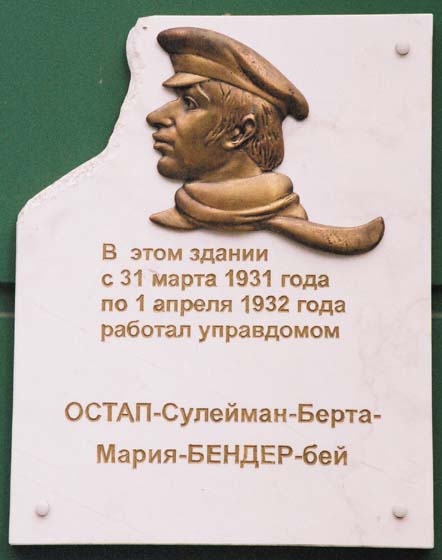 В этом здании
с 31 марта 1931 года
по 1 апреля 1932 года
работал управдомом
ОСТАП-Сулейман-Берта-
Мария-БЕНДЕР-бей